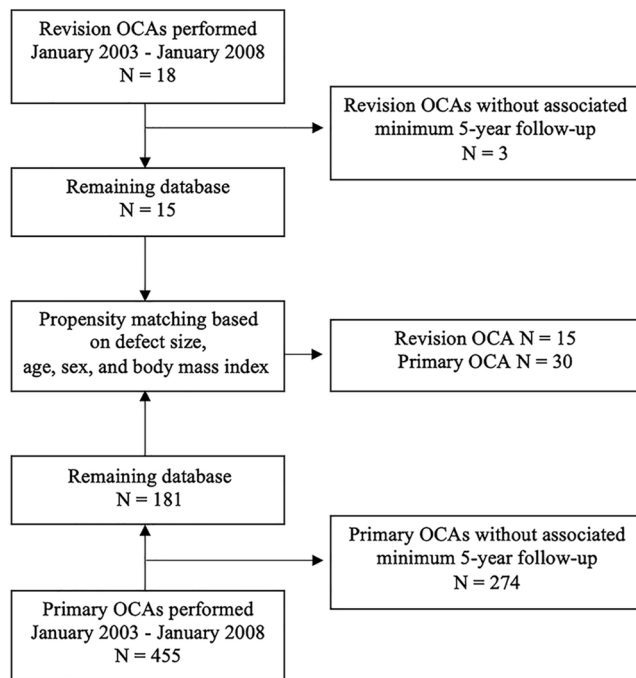 Revision OCAs performed
January 2003 - January 2008
N = 18
Revision OCAs without associated
minimum 5-year follow-up
N = 3
Remaining database
N = 15
Propensity matching based
on defect size,
age, sex, and body mass index
Revision OCA N = 15
Primary OCA N = 30
Remaining database
N = 181
Primary OCAs without associated
minimum 5-year follow-up
N = 274
Primary OCAs performed
January 2003 - January 2008
N = 455